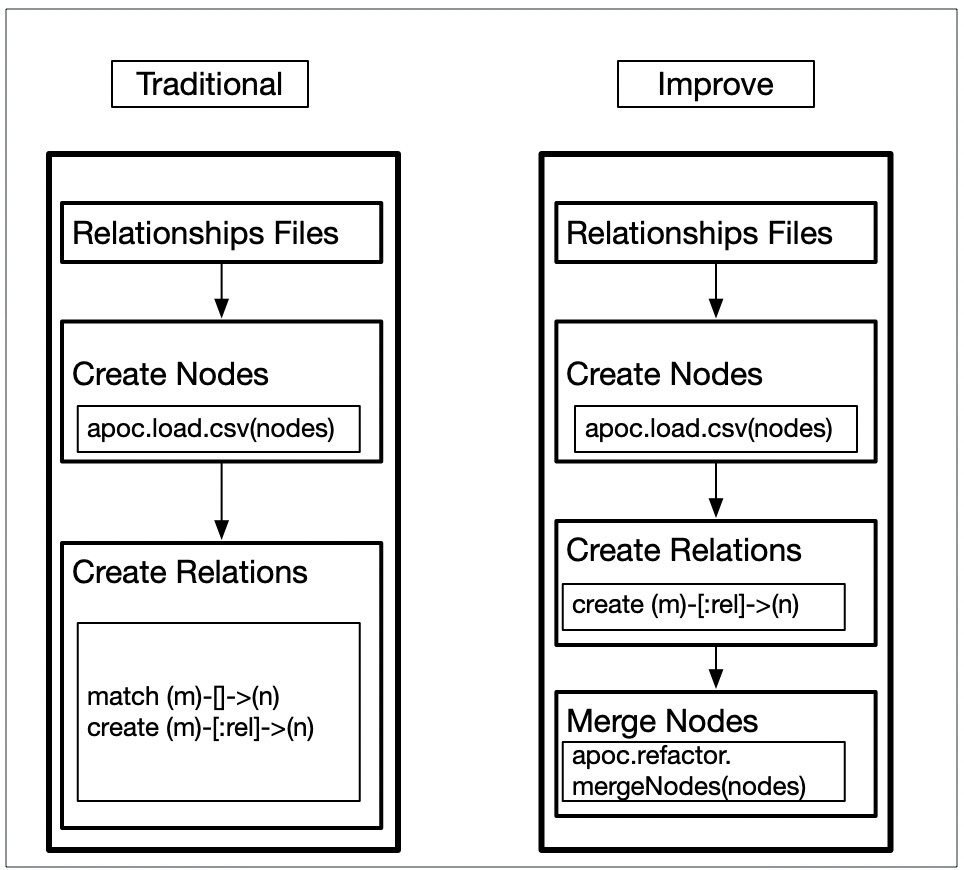 Traditional
Relationships Files
Create Nodes
apoc.load.csv(nodes)
Create Relations
match (m)-[]->(n)
create (m)-[:rel]->(n)
Improve
Relationships Files
Create Nodes
apoc.load.csv(nodes)
Create Relations
create (m)-[:rel]->(n)
Merge Nodes
apoc.refactor.
mergeNodes(nodes)